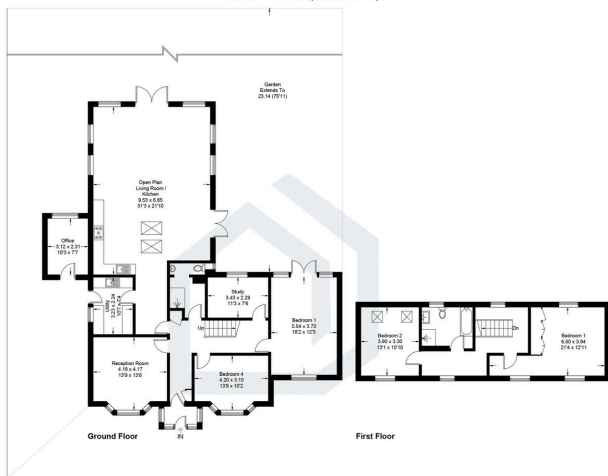 Garden
Extends To
23.14 (75'11)
Open Plan
Living Room /
Kitchen
9.53 x 6.65
31'3 x 21'10
Office
3.12 x 2.31
10'3 x 7'7
Utility
3.23 x 2.24
10'7 x 7'4
Study
3.43 x 2.29
11'3 x 7'6
Bedroom 1
5.54 x 3.73
18'2 x 12'3
Up
Reception Room
4.19 x 4.17
13'9 x 13'8
Bedroom 4
4.20 x 3.10
13'9 x 10'2
Bedroom 2
3.90 x 3.30
13'1 x 10'10
Dn
Bedroom 1
6.50 x 3.94
21'4 x 12'11
Ground Floor
IN
First Floor